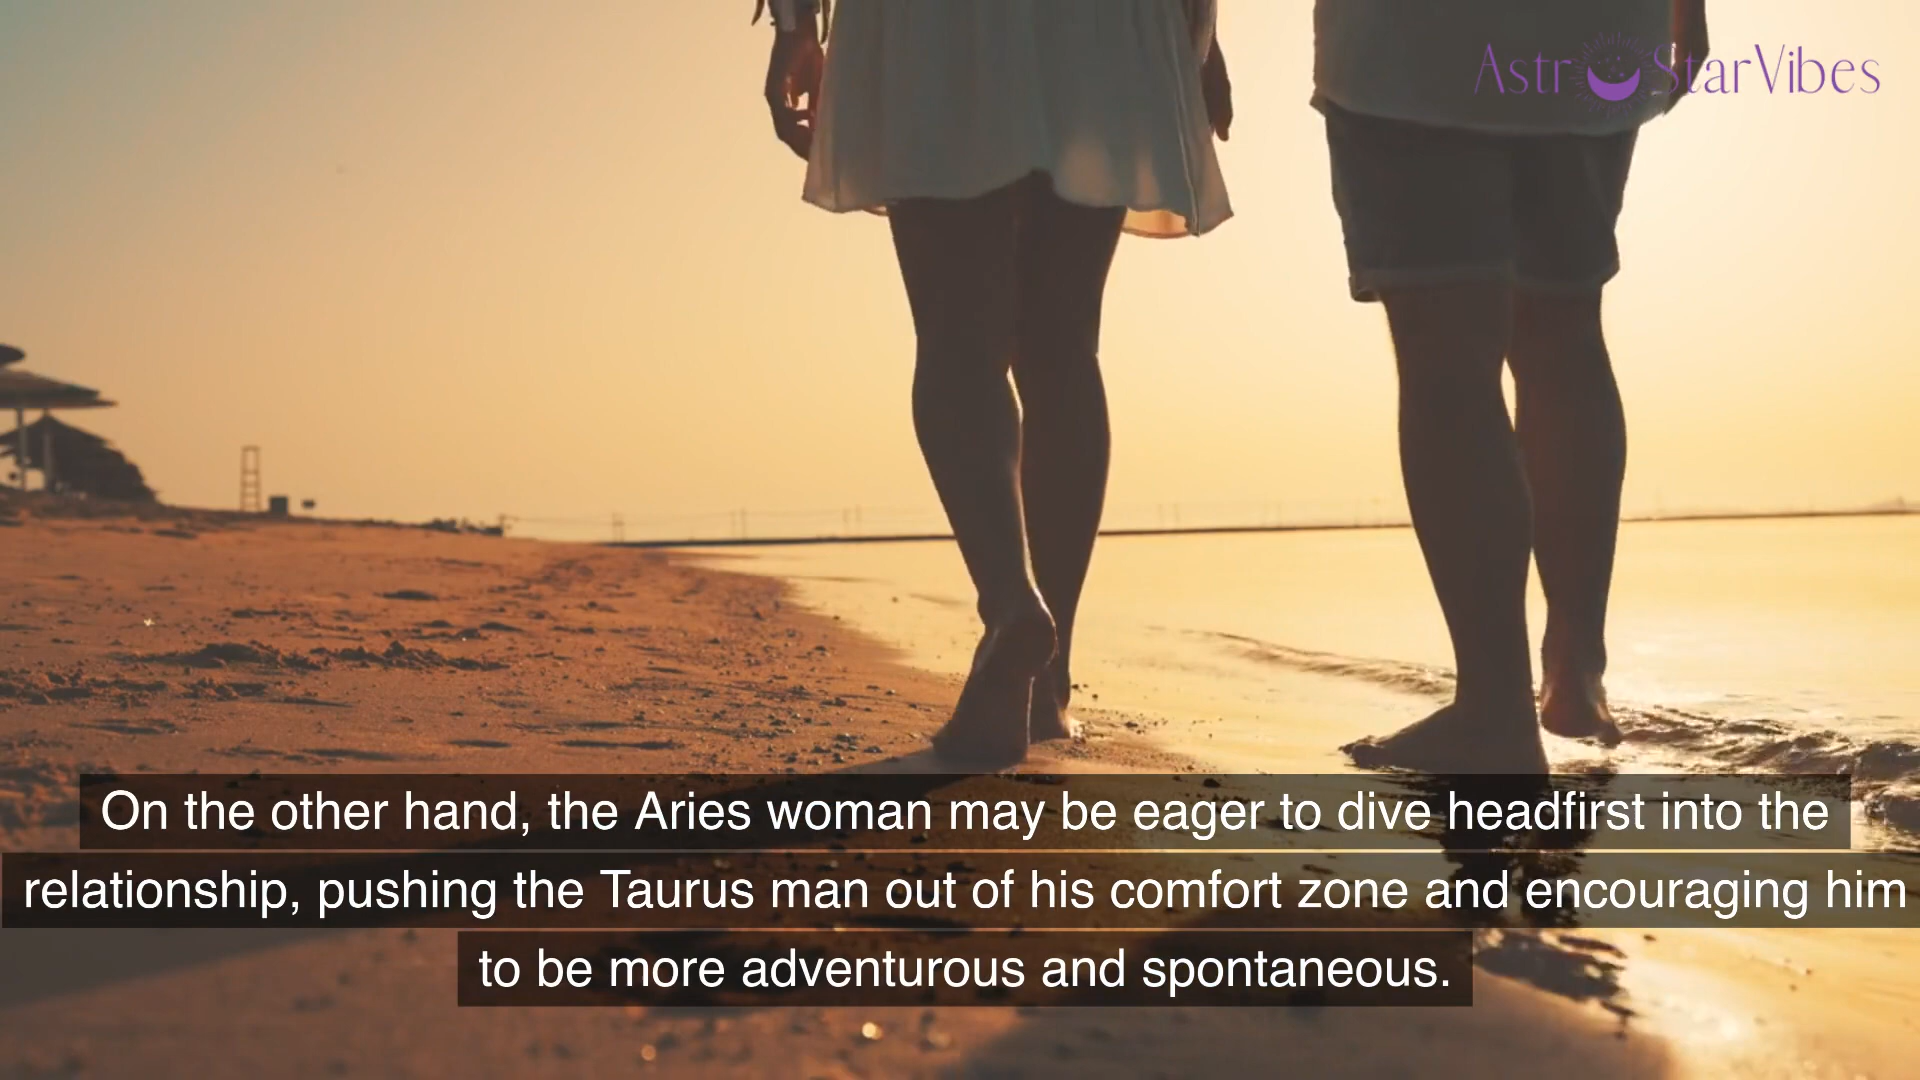 AstroStarVibes
On the other hand, the Aries woman may be eager to dive headfirst into the
relationship, pushing the Taurus man out of his comfort zone and encouraging him
to be more adventurous and spontaneous.